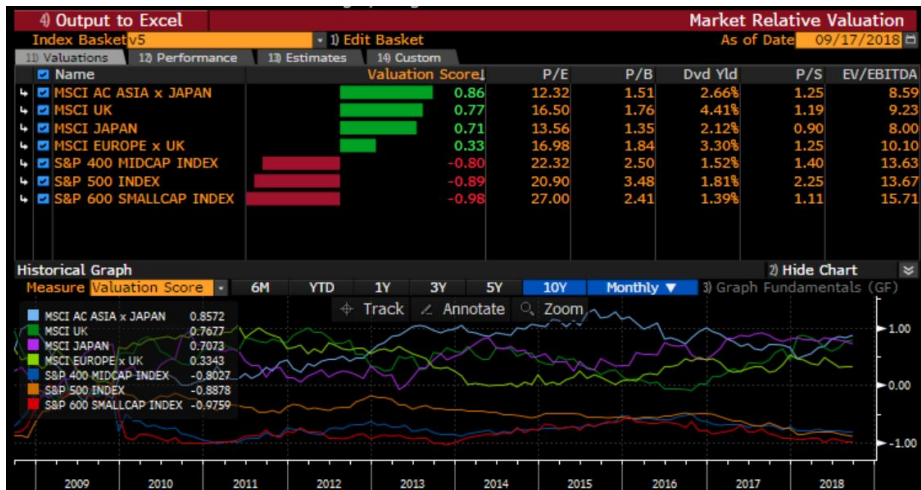 4) Output to Excel Market Relative Valuation
Index Basket v5 1) Edit Basket As of Date 09/17/2018
11) Valuations 12) Performance 13) Estimates 14) Custom
Name Valuation Score↓ P/E P/B Dvd Yld P/S EV/EBITDA
MSCI AC ASIA x JAPAN 0.86 12.32 1.51 2.66% 1.25 8.59
MSCI UK 0.77 16.50 1.76 4.41% 1.19 9.23
MSCI JAPAN 0.71 13.56 1.35 2.12% 0.90 8.00
MSCI EUROPE x UK 0.33 16.98 1.84 3.30% 1.25 10.10
S&P 400 MIDCAP INDEX -0.80 22.32 2.50 1.52% 1.40 13.63
S&P 500 INDEX -0.89 20.90 3.48 1.81% 2.25 13.67
S&P 600 SMALLCAP INDEX -0.98 27.00 2.41 1.39% 1.11 15.71
Historical Graph 2) Hide Chart
Measure Valuation Score 6M YTD 1Y 3Y 5Y 10Y Monthly ▼ 3) Graph Fundamentals (GF)
Track Annotate Zoom
MSCI AC ASIA x JAPAN 0.8572
MSCI UK 0.7677
MSCI JAPAN 0.7073
MSCI EUROPE x UK 0.3343
S&P 400 MIDCAP INDEX -0.8027
S&P 500 INDEX -0.8878
S&P 600 SMALLCAP INDEX -0.9759
1.00
0.00
-1.00
2009 2010 2011 2012 2013 2014 2015 2016 2017 2018